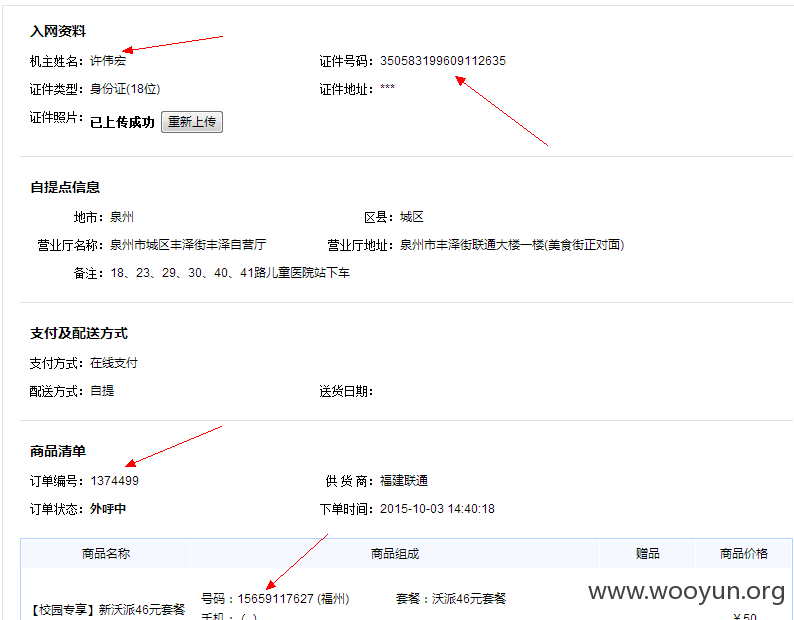 入网资料
机主姓名：许伟宏 证件号码：350583199609112635
证件类型：身份证(18位) 证件地址：***
证件照片：已上传成功 重新上传
自提点信息
地市：泉州 区县：城区
营业厅名称：泉州市城区丰泽街丰泽自营厅 营业厅地址：泉州市丰泽街联通大楼一楼(美食街正对面)
备注：18、23、29、30、40、41路儿童医院站下车
支付及配送方式
支付方式：在线支付
配送方式：自提 送货日期：
商品清单
订单编号：1374499 供 货 商：福建联通
订单状态：外呼中 下单时间：2015-10-03 14:40:18
商品名称 商品组成 赠品 商品价格
号码：15659117627 (福州) 套餐：沃派46元套餐
【校园专享】新沃派46元套餐
手机：( )
￥50
www.wooyun.org